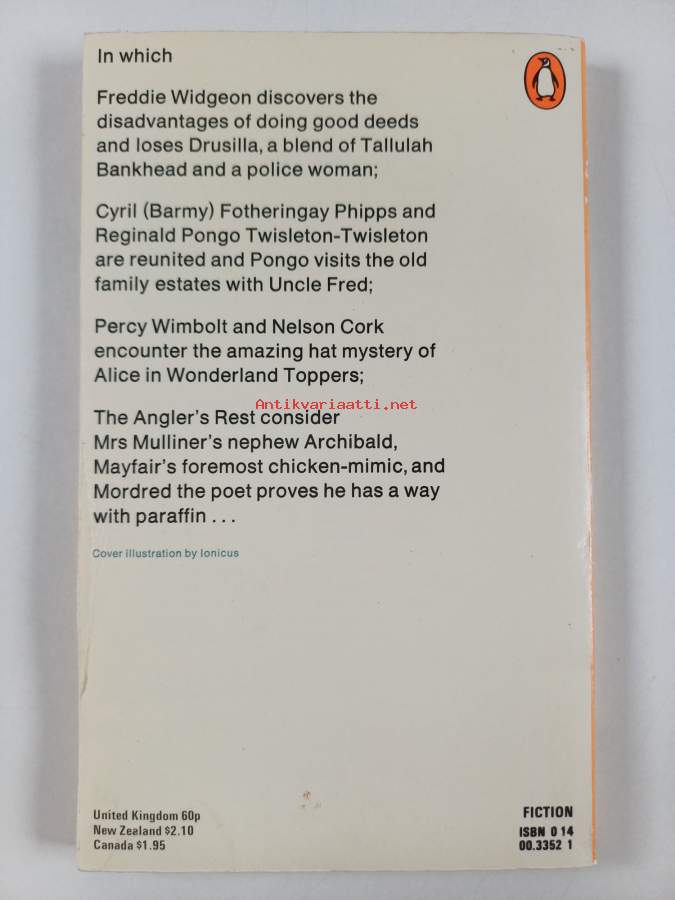 In which
Freddie Widgeon discovers the
disadvantages of doing good deeds
and loses Drusilla, a blend of Tallulah
Bankhead and a police woman;
Cyril (Barmy) Fotheringay Phipps and
Reginald Pongo Twisleton-Twisleton
are reunited and Pongo visits the old
family estates with Uncle Fred;
Percy Wimbolt and Nelson Cork
encounter the amazing hat mystery of
Alice in Wonderland Toppers;
Antikvariaatti.net
The Angler's Rest consider
Mrs Mulliner's nephew Archibald,
Mayfair's foremost chicken-mimic, and
Mordred the poet proves he has a way
with paraffin . . .
Cover illustration by Ionicus
United Kingdom 60p
New Zealand $2.10
Canada $1.95
FICTION
ISBN 0 14
00.3352 1